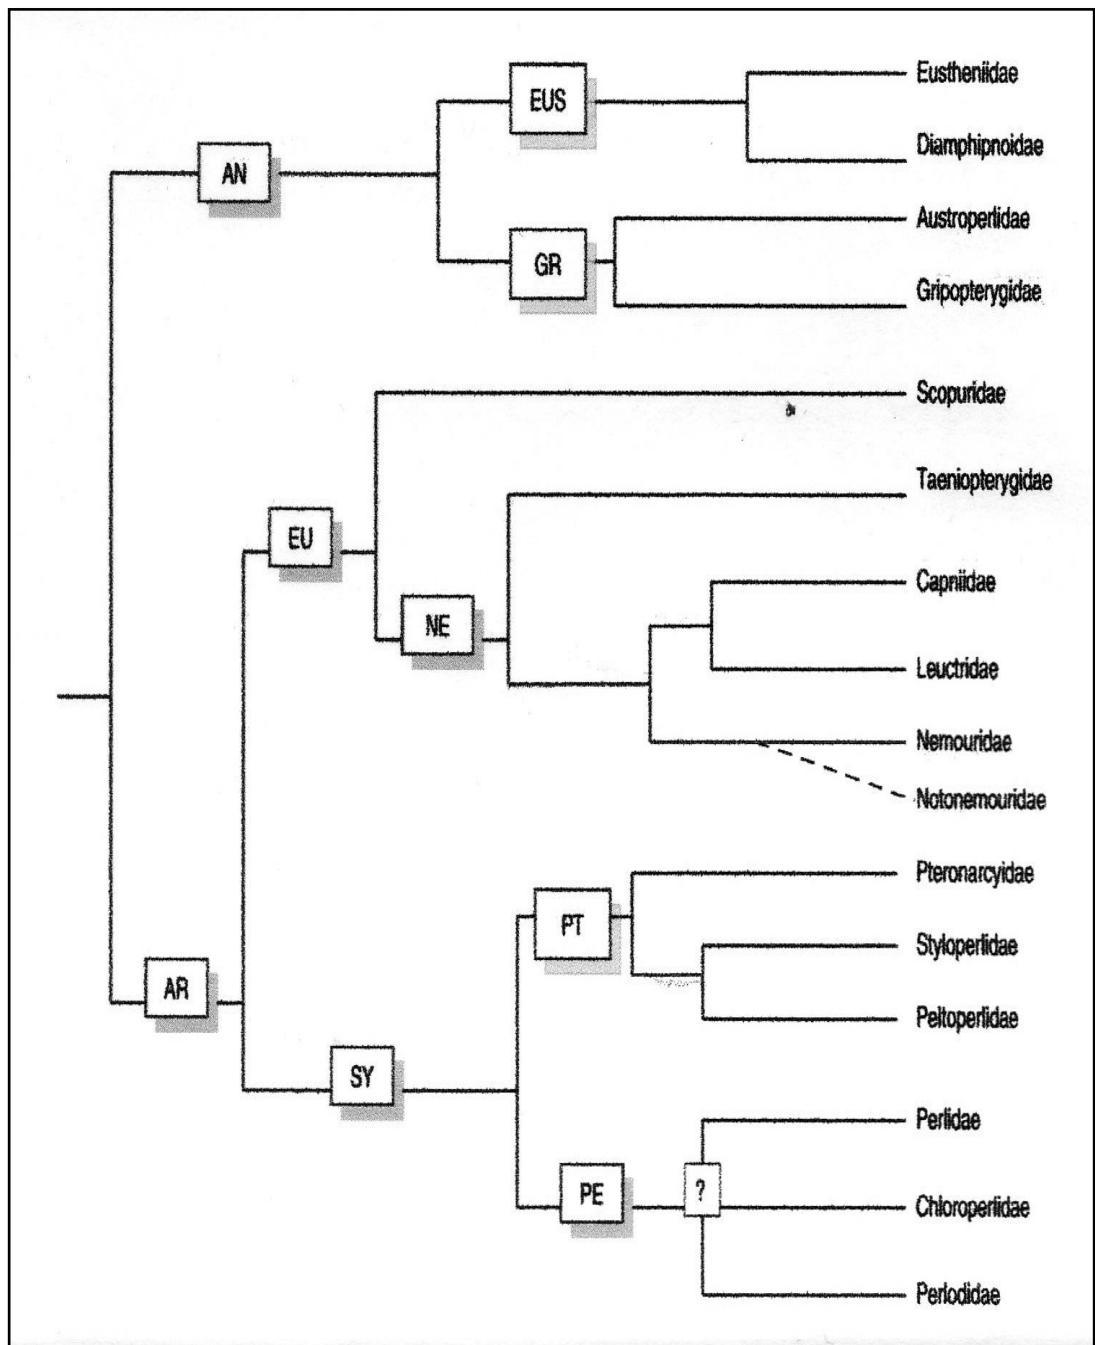 Eustheniidae
EUS
Diamphipnoidae
AN
Austroperlidae
GR
Gripopterygidae
Scopuridae
Taeniopterygidae
EU
Capniidae
NE
Leuctridae
Nemouridae
Notonemouridae
Pteronarcyidae
PT
Styloperlidae
AR
Peltoperlidae
SY
Perlidae
PE
?
Chloroperlidae
Perlodidae